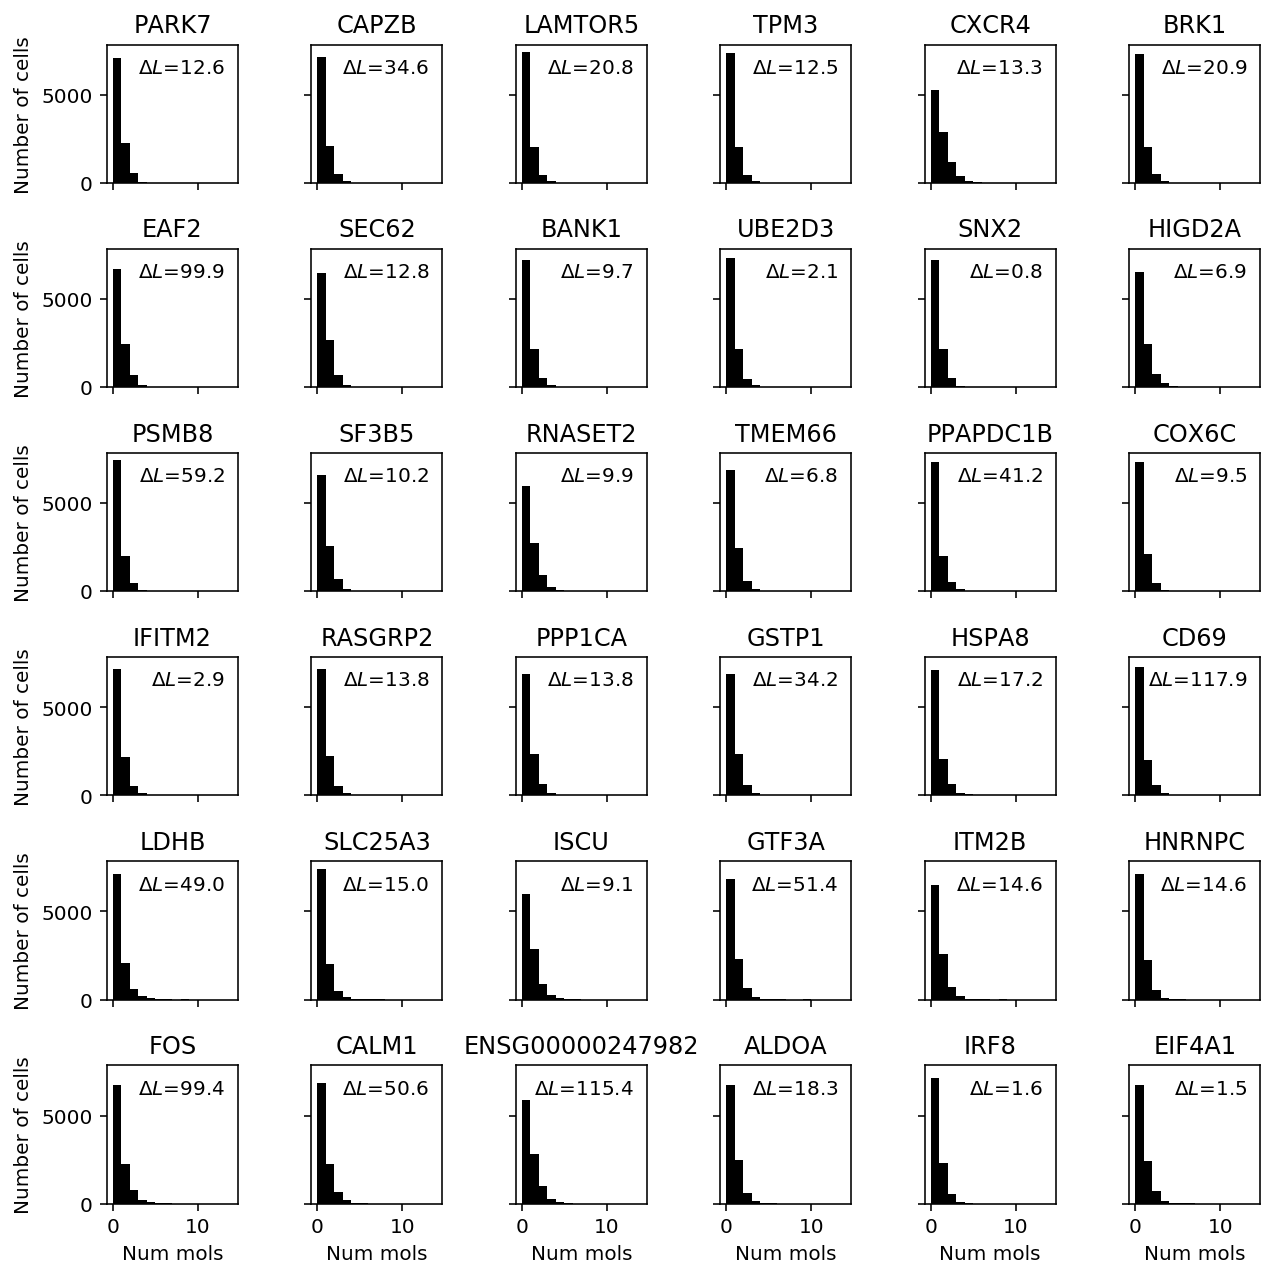 PARK7 CAPZB LAMTOR5 TPM3 CXCR4 BRK1
ΔL=12.6 ΔL=34.6 ΔL=20.8 ΔL=12.5 ΔL=13.3 ΔL=20.9
Number of cells
5000
0
EAF2 SEC62 BANK1 UBE2D3 SNX2 HIGD2A
ΔL=99.9 ΔL=12.8 ΔL=9.7 ΔL=2.1 ΔL=0.8 ΔL=6.9
Number of cells
5000
0
PSMB8 SF3B5 RNASET2 TMEM66 PPAPDC1B COX6C
ΔL=59.2 ΔL=10.2 ΔL=9.9 ΔL=6.8 ΔL=41.2 ΔL=9.5
Number of cells
5000
0
IFITM2 RASGRP2 PPP1CA GSTP1 HSPA8 CD69
ΔL=2.9 ΔL=13.8 ΔL=13.8 ΔL=34.2 ΔL=17.2 ΔL=117.9
Number of cells
5000
0
LDHB SLC25A3 ISCU GTF3A ITM2B HNRNPC
ΔL=49.0 ΔL=15.0 ΔL=9.1 ΔL=51.4 ΔL=14.6 ΔL=14.6
Number of cells
5000
0
FOS CALM1 ENSG00000247982 ALDOA IRF8 EIF4A1
ΔL=99.4 ΔL=50.6 ΔL=115.4 ΔL=18.3 ΔL=1.6 ΔL=1.5
Number of cells
5000
0
0 10 0 10 0 10 0 10 0 10 0 10
Num mols Num mols Num mols Num mols Num mols Num mols